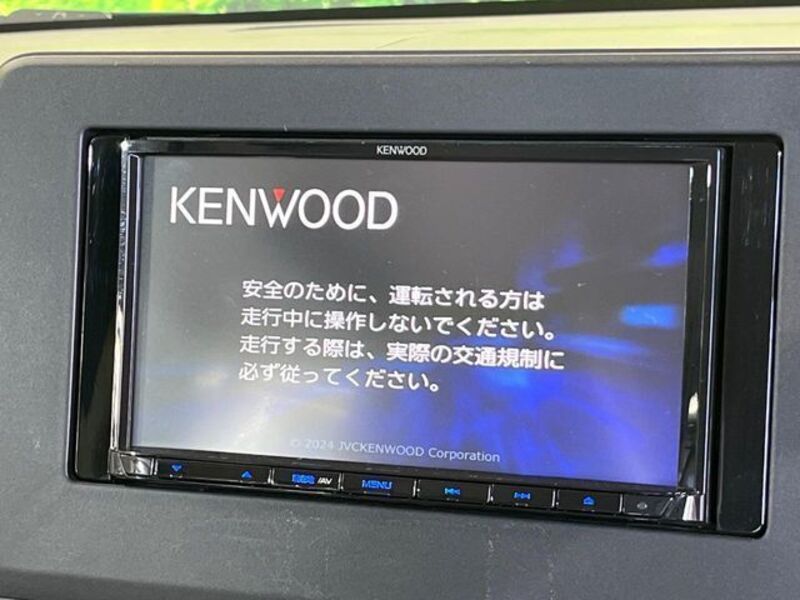 KENWOOD
KENWOOD
安全のために、運転される方は
走行中に操作しないでください。
走行する際は、実際の交通規制に
必ず従ってください。
© 2024 JVCKENWOOD Corporation
/AV MENU